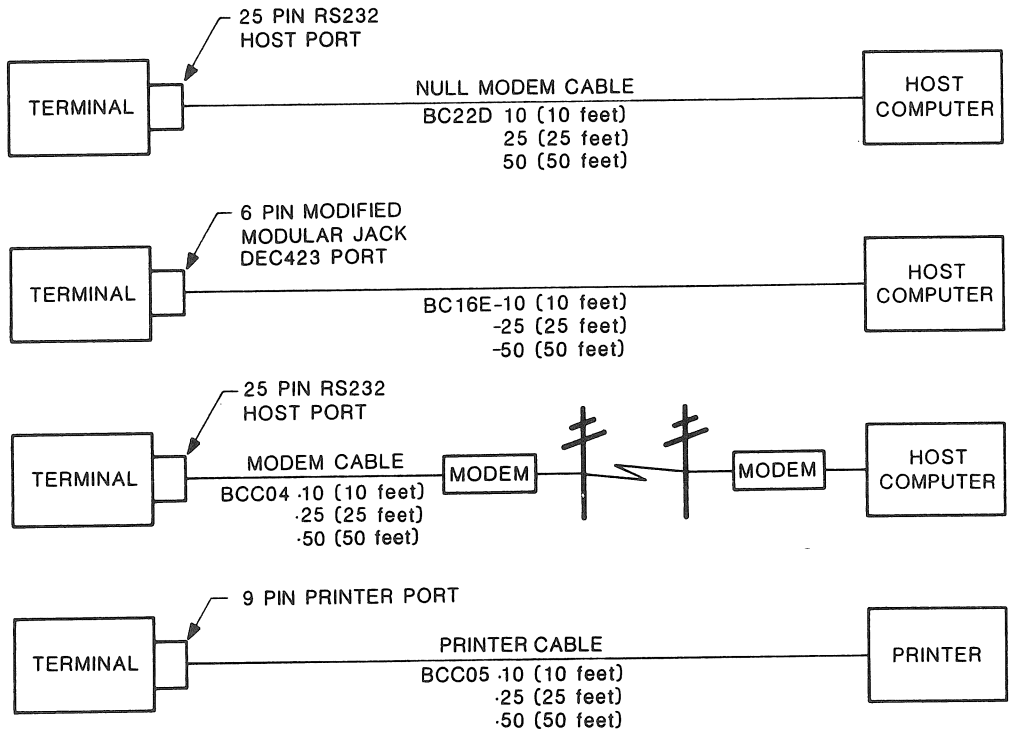 25 PIN RS232
HOST PORT
TERMINAL
NULL MODEM CABLE
BC22D 10 (10 feet)
25 (25 feet)
50 (50 feet)
HOST
COMPUTER
6 PIN MODIFIED
MODULAR JACK
DEC423 PORT
TERMINAL
BC16E-10 (10 feet)
-25 (25 feet)
-50 (50 feet)
HOST
COMPUTER
25 PIN RS232
HOST PORT
TERMINAL
MODEM CABLE
BCC04 ·10 (10 feet)
·25 (25 feet)
·50 (50 feet)
MODEM
MODEM
HOST
COMPUTER
9 PIN PRINTER PORT
TERMINAL
PRINTER CABLE
BCC05 ·10 (10 feet)
·25 (25 feet)
·50 (50 feet)
PRINTER